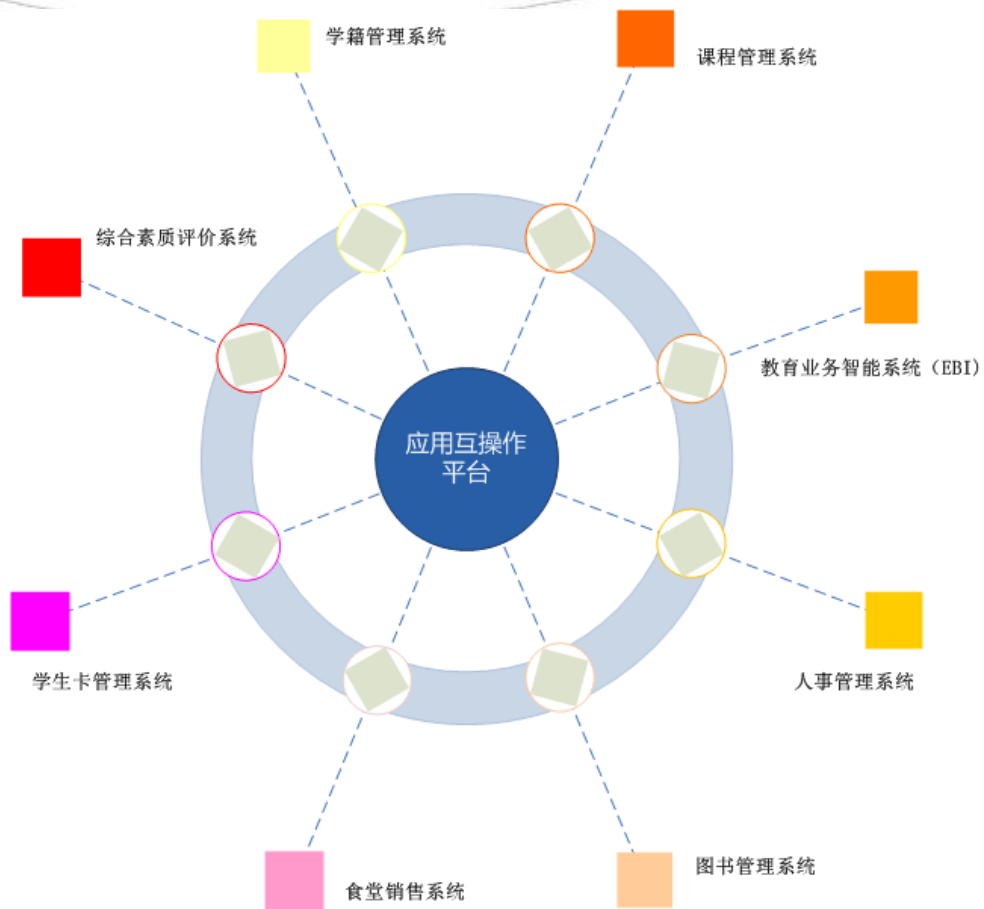 学籍管理系统
课程管理系统
综合素质评价系统
教育业务智能系统（EBI）
应用互操作
平台
学生卡管理系统
人事管理系统
图书管理系统
食堂销售系统